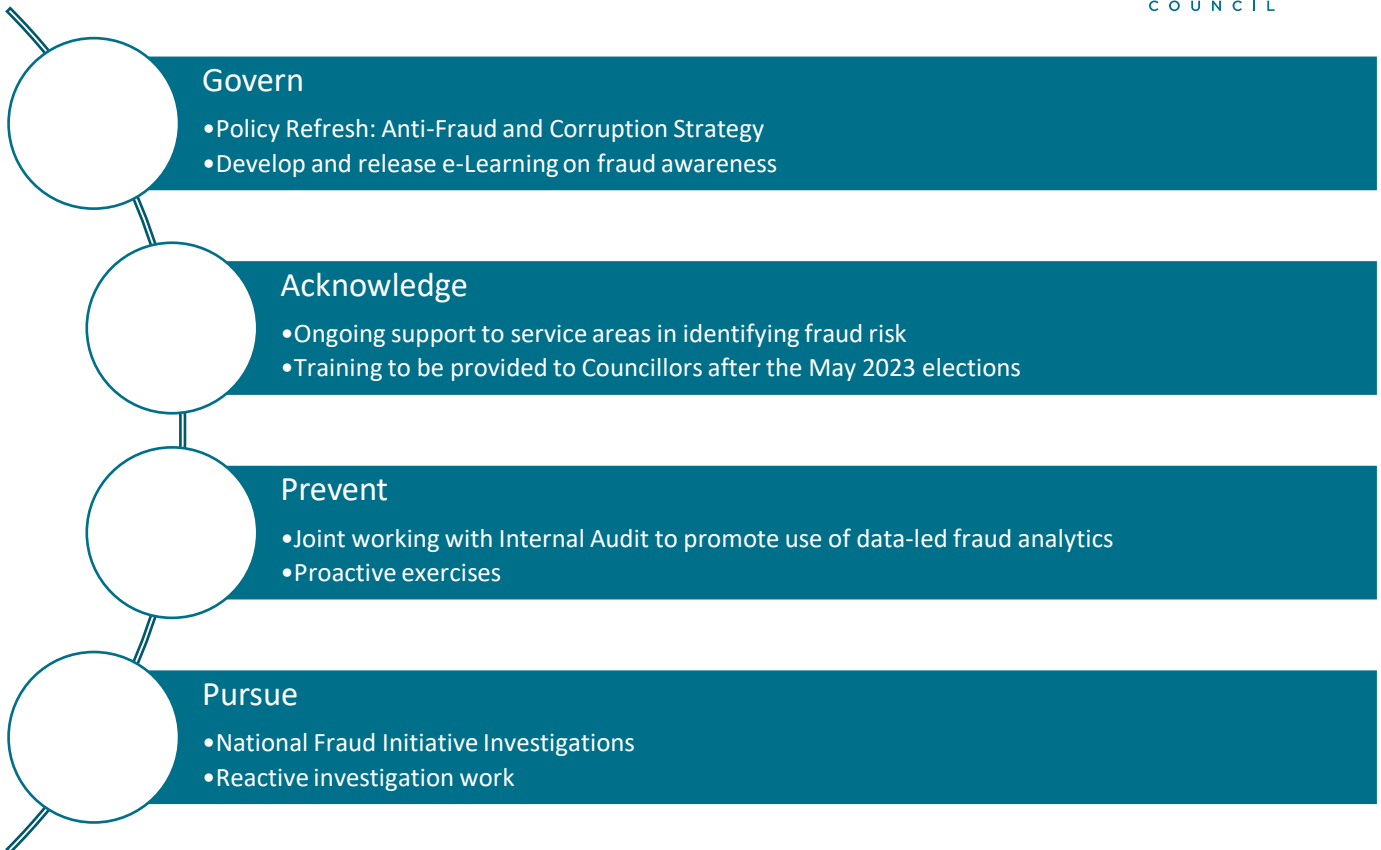 COUNCIL
Govern
•Policy Refresh: Anti-Fraud and Corruption Strategy
•Develop and release e-Learning on fraud awareness
Acknowledge
•Ongoing support to service areas in identifying fraud risk
•Training to be provided to Councillors after the May 2023 elections
Prevent
•Joint working with Internal Audit to promote use of data-led fraud analytics
•Proactive exercises
Pursue
•National Fraud Initiative Investigations
•Reactive investigation work